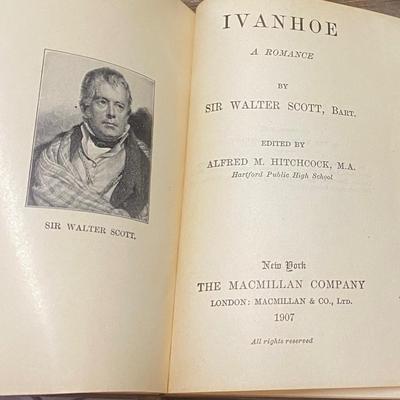 SIR WALTER SCOTT.
IVANHOE
A ROMANCE
BY
SIR WALTER SCOTT, BART.
EDITED BY
ALFRED M. HITCHCOCK, M.A.
Hartford Public High School
New York
THE MACMILLAN COMPANY
LONDON: MACMILLAN & CO., LTD.
1907
All rights reserved